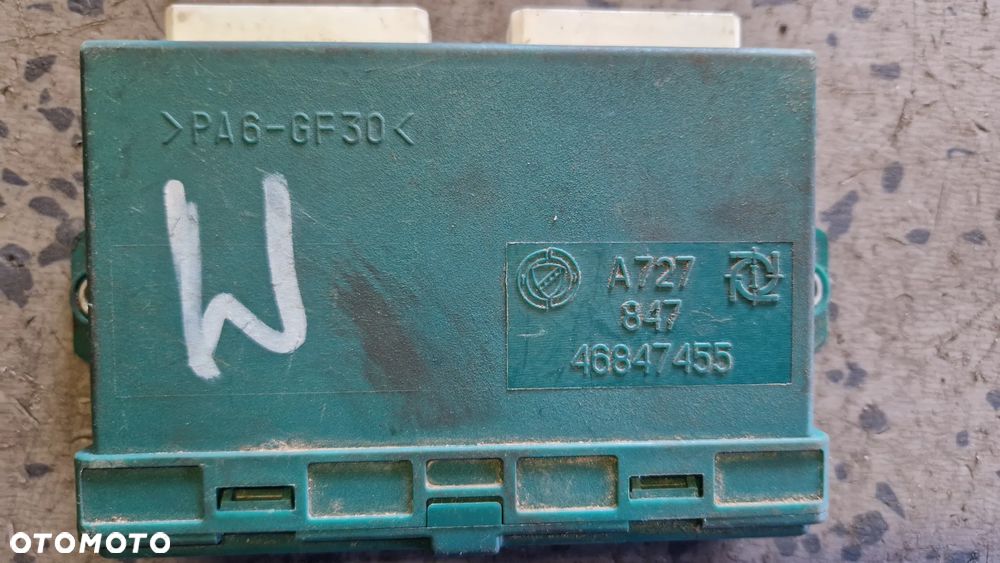 >PA6-GF30<
W
A727
847
46847455
OTOMOTO